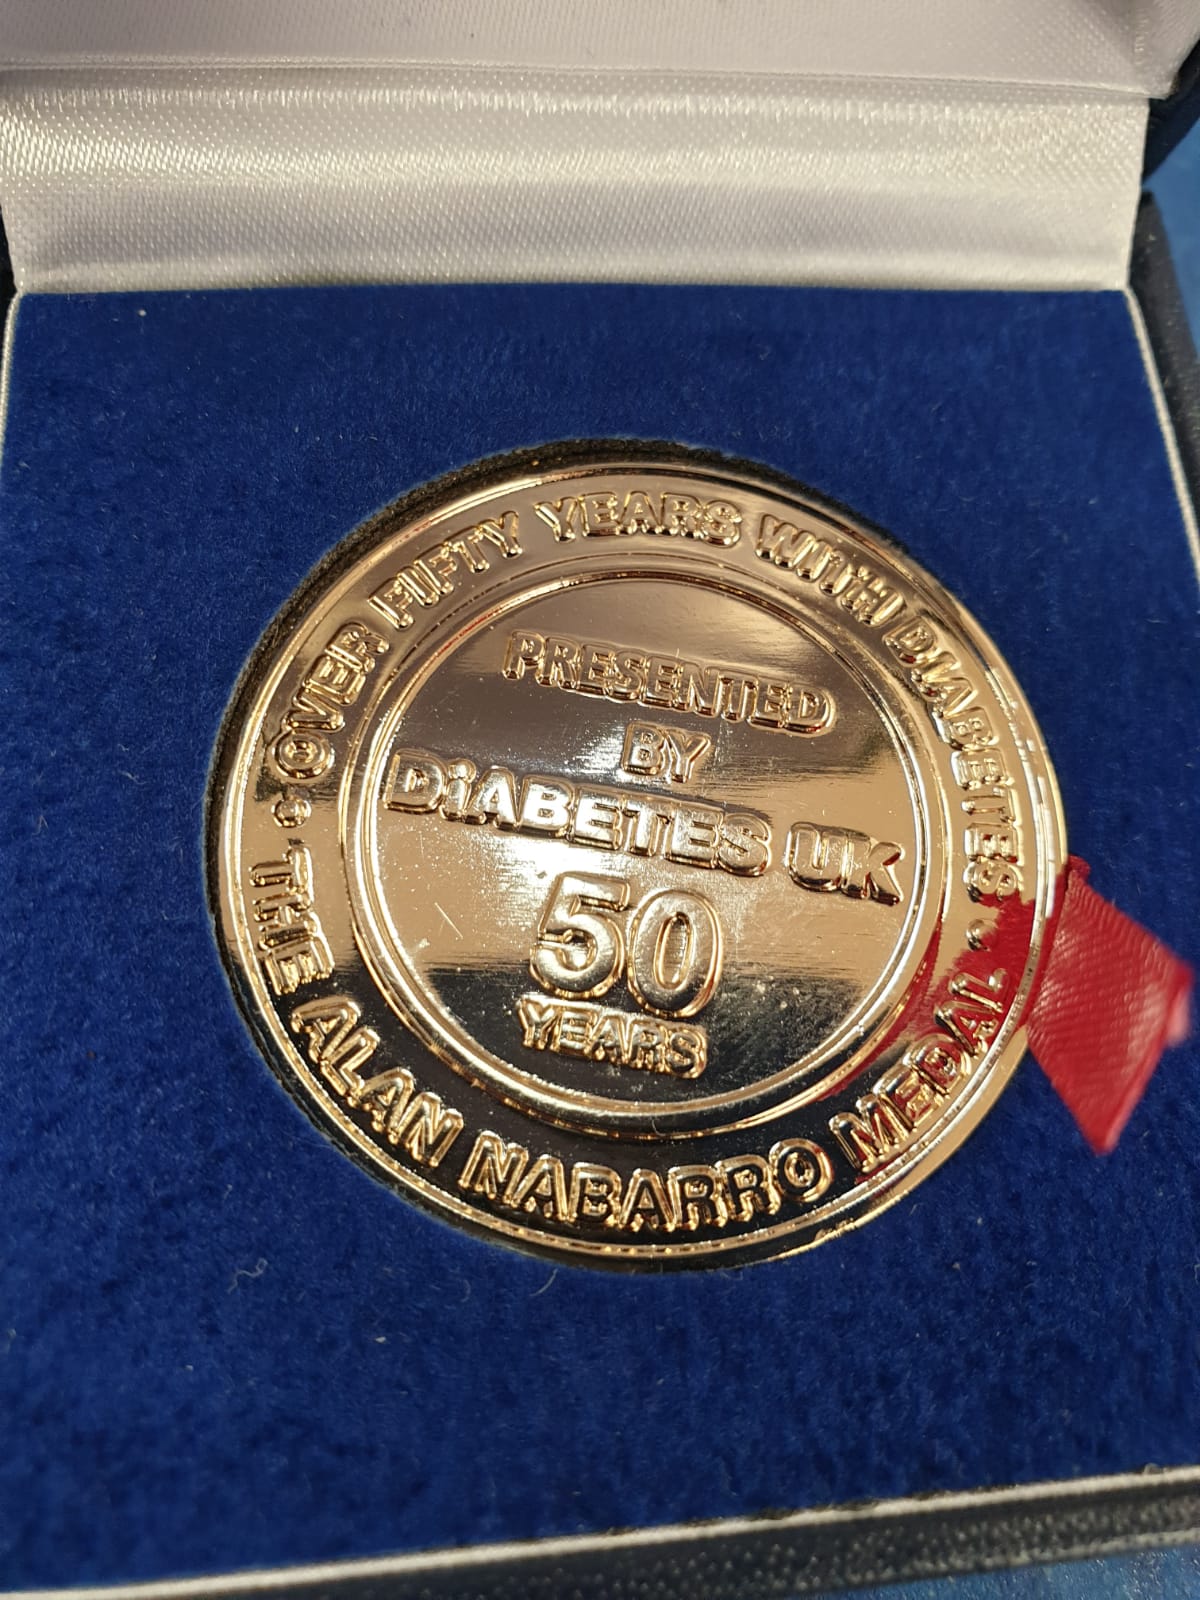 OVER FIFTY YEARS WITH DIABETES
PRESENTED
BY
DiABETES UK
50
YEARS
THE ALAN NABARRO MEDAL